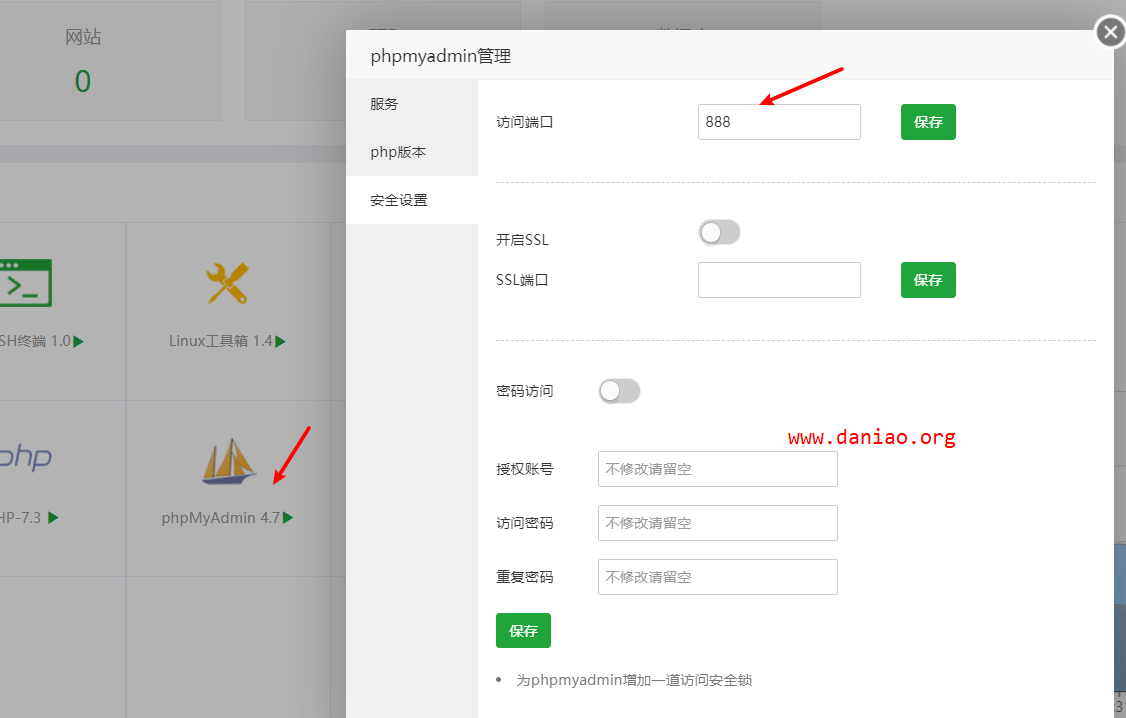 网站
0
phpmyadmin管理
服务
php版本
安全设置
访问端口
888
保存
开启SSL
SSL端口
保存
密码访问
www.daniao.org
授权账号
不修改请留空
访问密码
不修改请留空
重复密码
不修改请留空
保存
为phpmyadmin增加一道访问安全锁
SH终端 1.0
Linux工具箱 1.4
php
HP-7.3
phpMyAdmin 4.7